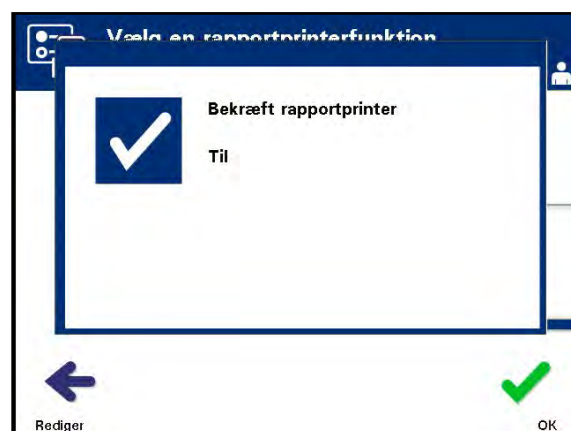 Vælg en rapportprinterfunktion
Bekræft rapportprinter
Til
Rediger
OK